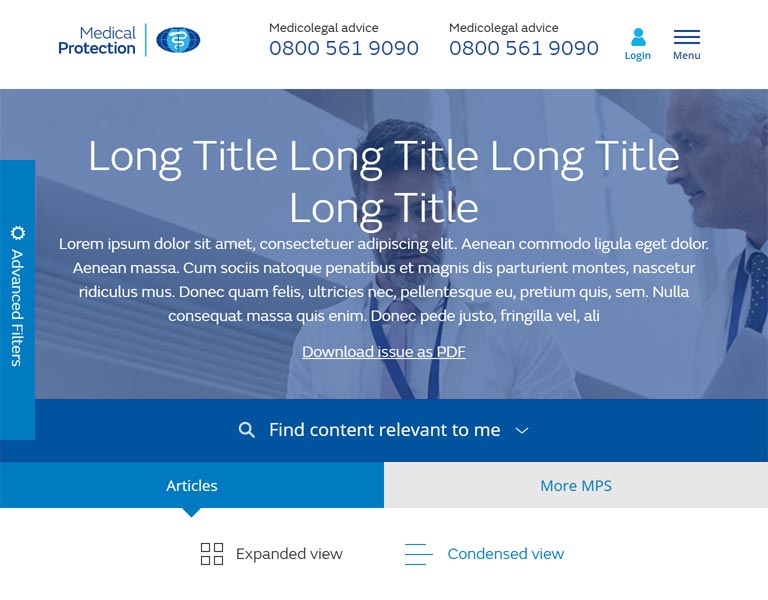 Medical
Protection
Medicolegal advice
0800 561 9090
Medicolegal advice
0800 561 9090
Login
Menu
Long Title Long Title Long Title
Long Title
Lorem ipsum dolor sit amet, consectetuer adipiscing elit. Aenean commodo ligula eget dolor.
Aenean massa. Cum sociis natoque penatibus et magnis dis parturient montes, nascetur
ridiculus mus. Donec quam felis, ultricies nec, pellentesque eu, pretium quis, sem. Nulla
consequat massa quis enim. Donec pede justo, fringilla vel, ali
Download issue as PDF
Advanced Filters
Find content relevant to me
Articles
More MPS
Expanded view
Condensed view